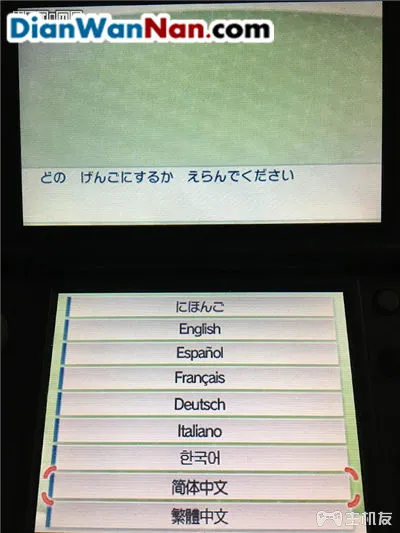 DianWanNan.com
どの　げんごにするか　えらんでください
にほんご
English
Español
Français
Deutsch
Italiano
한국어
简体中文
繁體中文
主机友